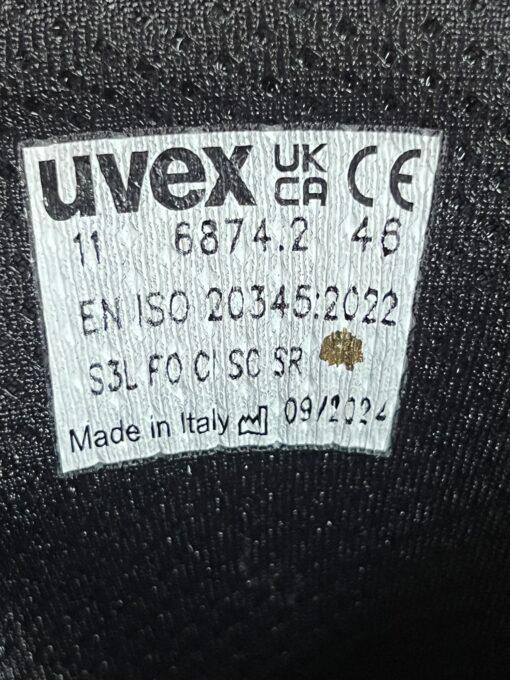 uvex UK CA CE
11 6874.2 46
EN ISO 20345:2022
S3L FO CI SC SR
Made in Italy 09/2024